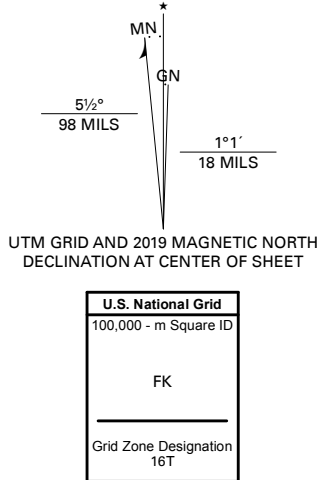 MN
GN
5½°
98 MILS
1°1´
18 MILS
UTM GRID AND 2019 MAGNETIC NORTH
DECLINATION AT CENTER OF SHEET
U.S. National Grid
100,000 - m Square ID
FK
Grid Zone Designation
16T